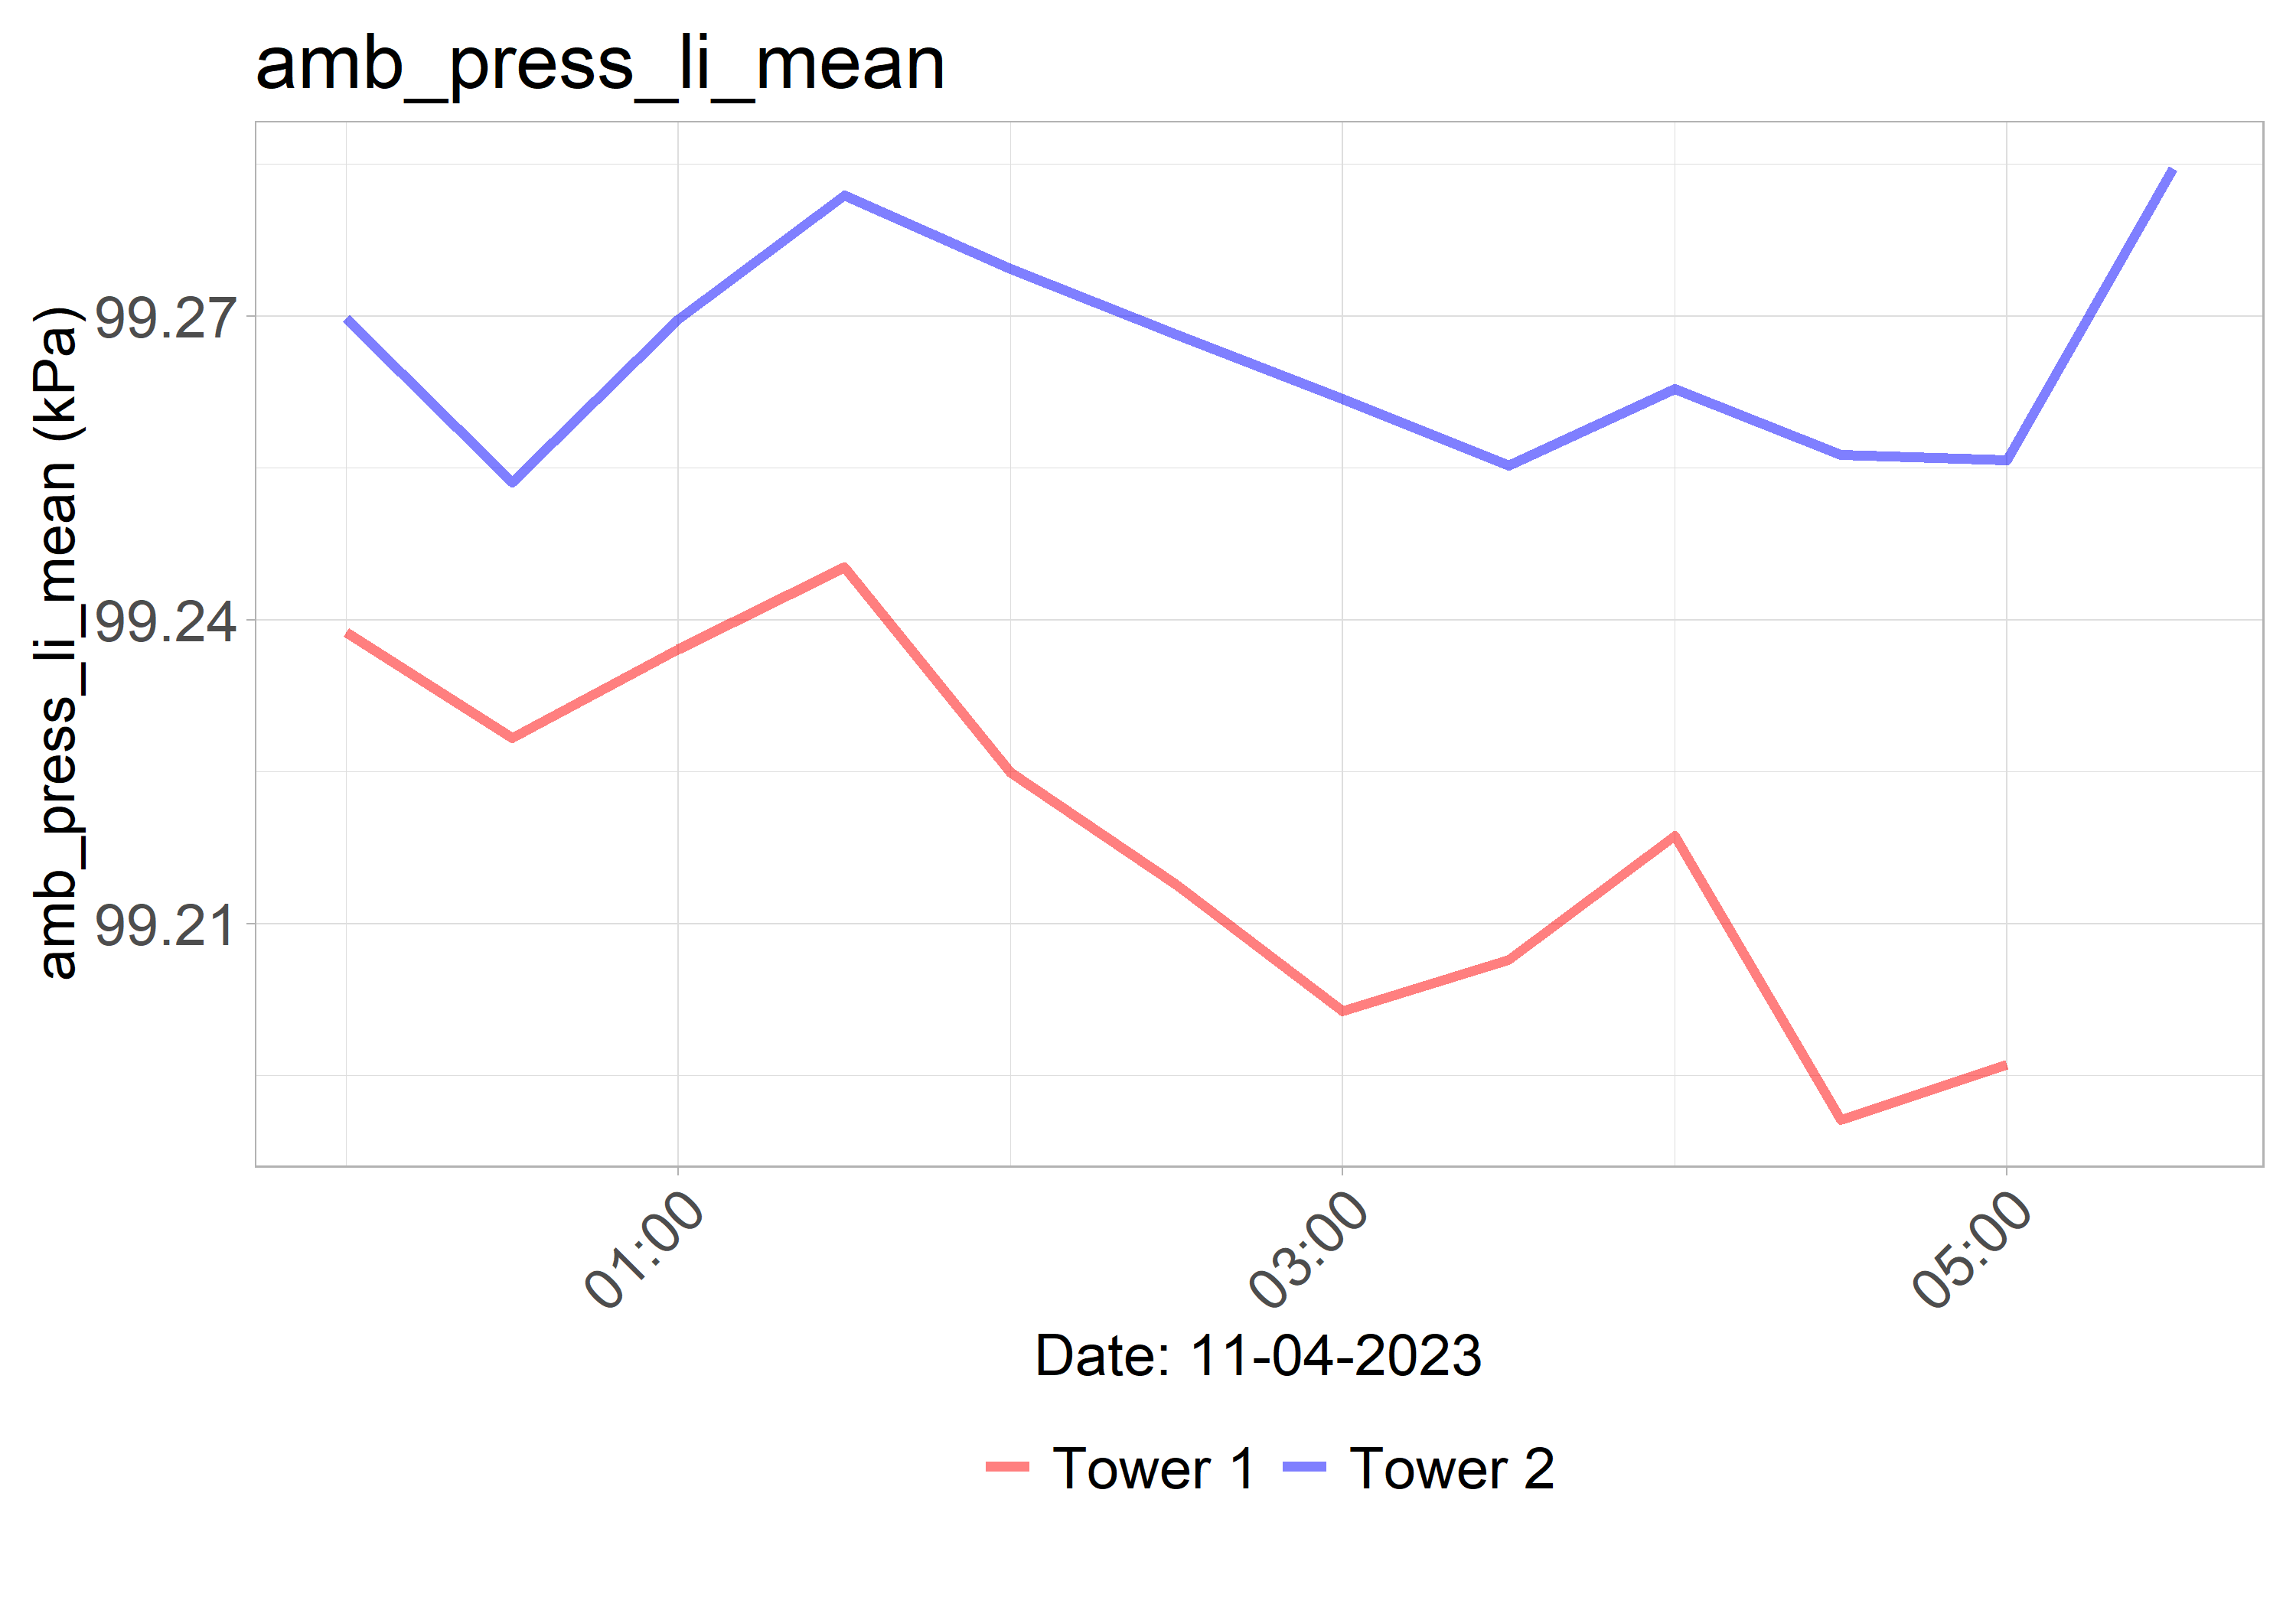 amb_press_li_mean
amb_press_li_mean (kPa)
99.27
99.24
99.21
01:00
03:00
05:00
Date: 11-04-2023
Tower 1
Tower 2